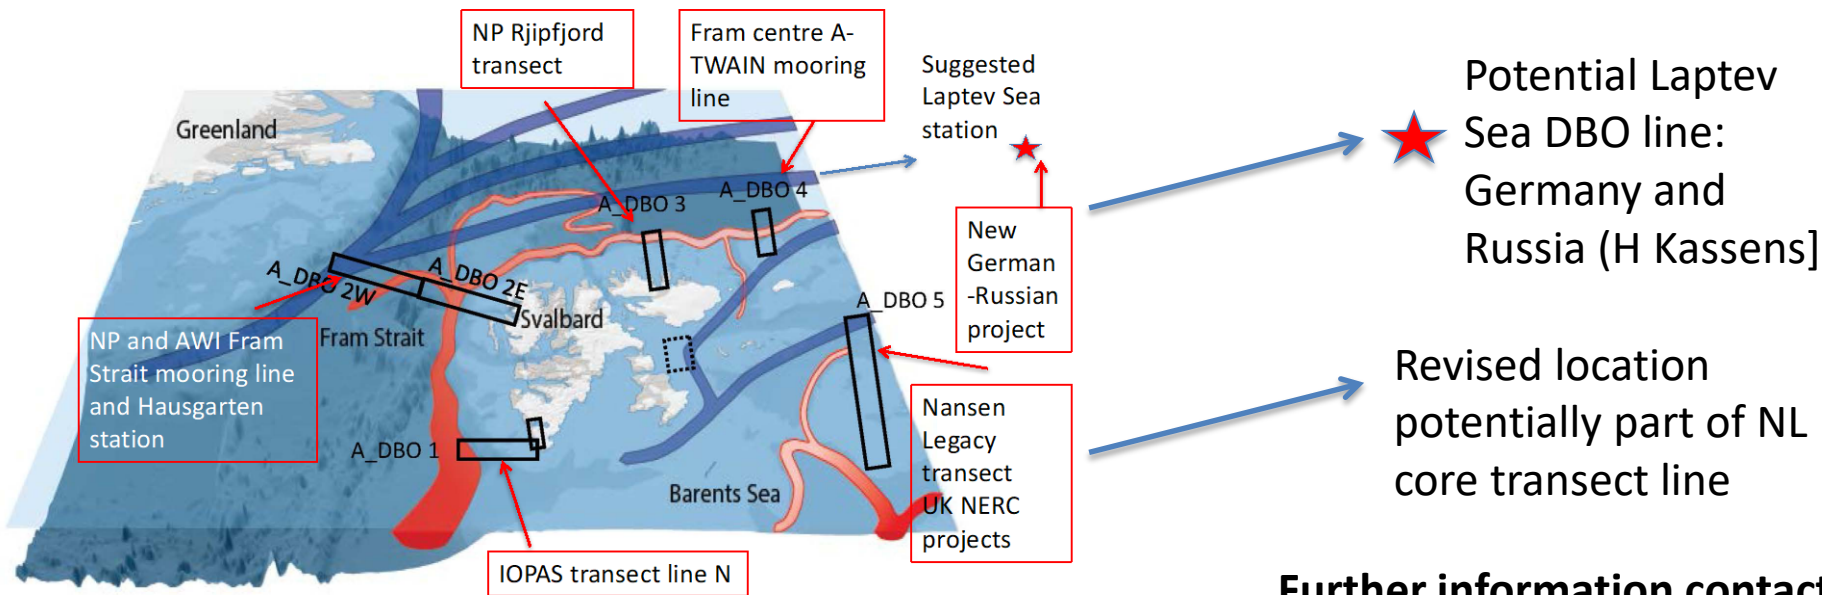 NP Rjipfjord
transect
Fram centre A-
TWAIN mooring
line
Suggested
Laptev Sea
station
Potential Laptev
Sea DBO line:
Germany and
Russia (H Kassens]
Greenland
A_DBO 3
A_DBO 4
New
German
-Russian
project
A_DBO 2W
A_DBO 2E
A_DBO 5
Svalbard
Fram Strait
NP and AWI Fram
Strait mooring line
and Hausgarten
station
Nansen
Legacy
transect
UK NERC
projects
Revised location
potentially part of NL
core transect line
A_DBO 1
Barents Sea
IOPAS transect line N
Further information contact